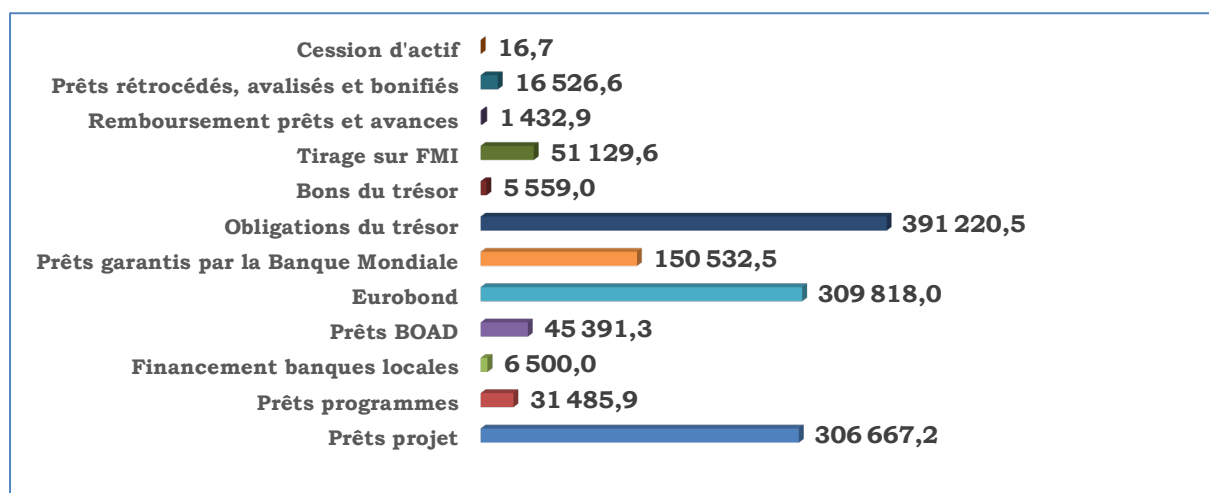 Cession d'actif 16,7
Prêts rétrocédés, avalisés et bonifiés 16 526,6
Remboursement prêts et avances 1 432,9
Tirage sur FMI 51 129,6
Bons du trésor 5 559,0
Obligations du trésor 391 220,5
Prêts garantis par la Banque Mondiale 150 532,5
Eurobond 309 818,0
Prêts BOAD 45 391,3
Financement banques locales 6 500,0
Prêts programmes 31 485,9
Prêts projet 306 667,2